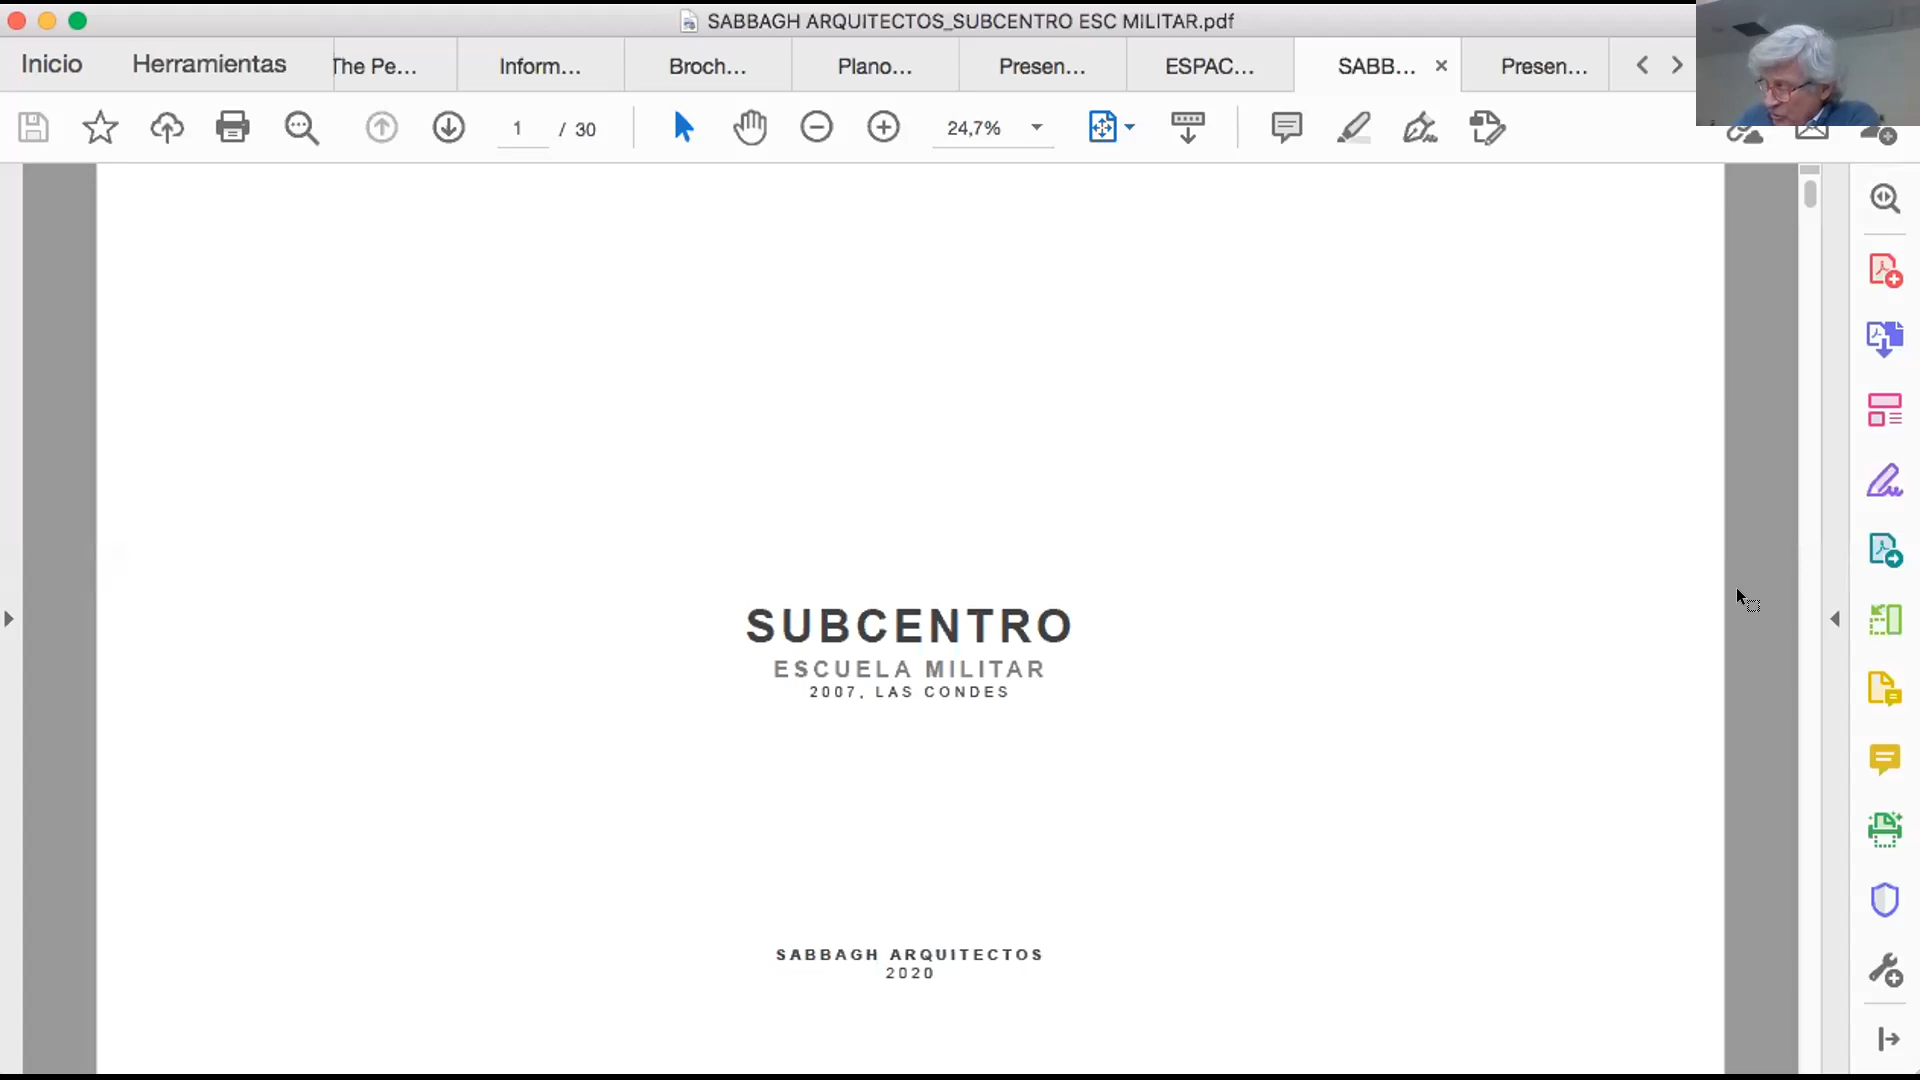 SABBAGH ARQUITECTOS_SUBCENTRO ESC MILITAR.pdf
Inicio Herramientas The Pe... Inform... Broch... Plano... Presen... ESPAC... SABB... × Presen...
1 / 30 24,7%
SUBCENTRO
ESCUELA MILITAR
2007, LAS CONDES
SABBAGH ARQUITECTOS
2020